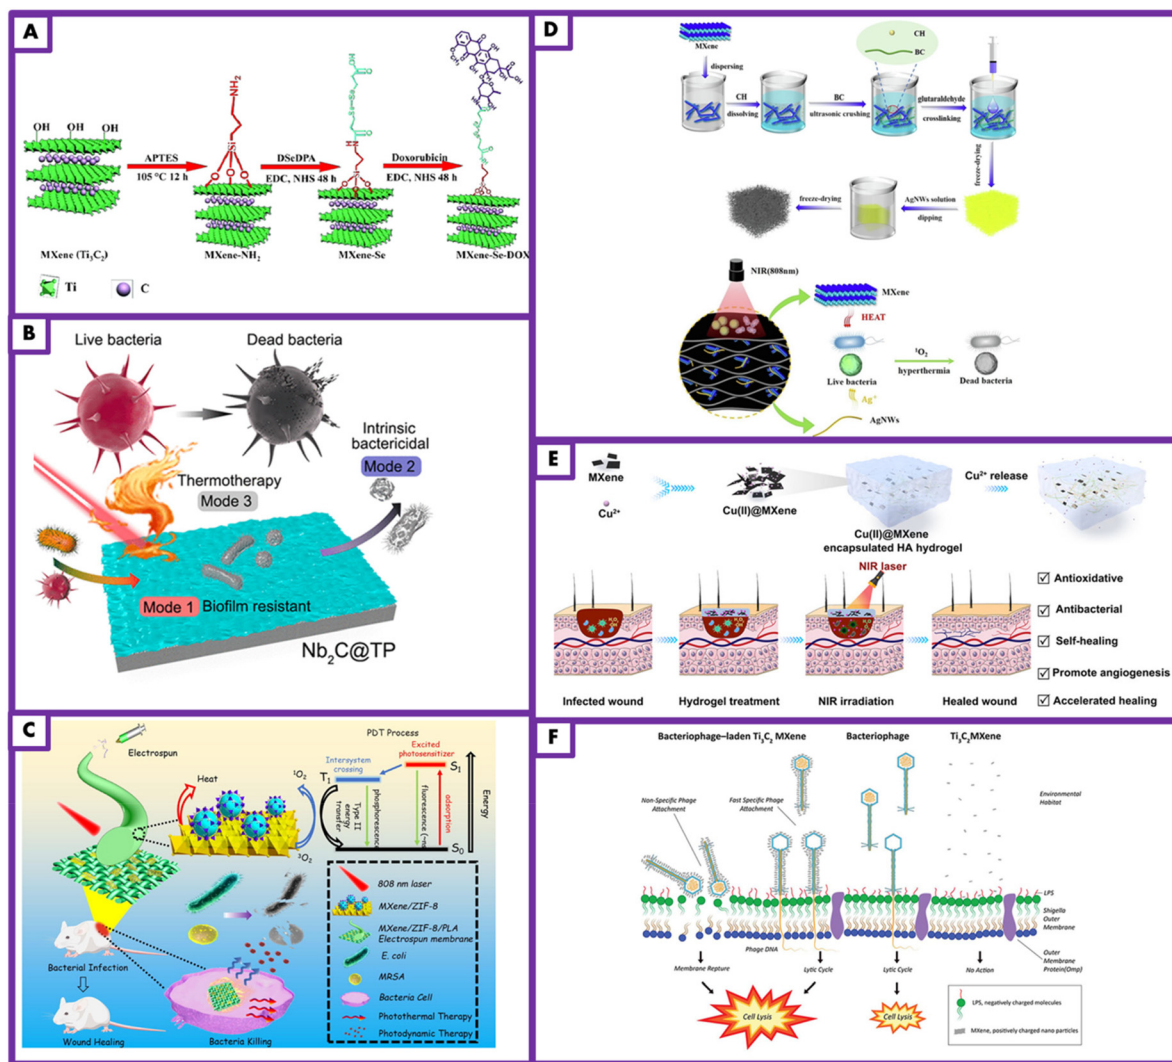 A
OH
OH
OH
APTES
105 °C 12 h
NH₂
Si
DSeDPA
EDC, NHS 48 h
Doxorubicin
EDC, NHS 48 h
MXene (Ti₃C₂)
MXene-NH₂
MXene-Se
MXene-Se-DOX
Ti
C
B
Live bacteria
Dead bacteria
Intrinsic
bactericidal
Mode 2
Thermotherapy
Mode 3
Mode 1 Biofilm resistant
Nb₂C@TP
C
Electrospun
Heat
¹O₂
³O₂
PDT Process
Excited
photosensitizer
Intersystem
crossing
T₁
S₁
Type II
energy
transfer
phosphorescence
fluorescence (~ns)
adsorption
Energy
S₀
808 nm laser
MXene/ZIF-8
MXene/ZIF-8/PLA
Electrospun membrane
E. coli
MRSA
Bacteria Cell
Photothermal Therapy
Photodynamic Therapy
Bacterial Infection
Wound Healing
Bacteria Killing
D
MXene
dispersing
CH
dissolving
BC
ultrasonic crushing
CH
BC
glutaraldehyde
crosslinking
freeze-drying
AgNWs solution
dipping
freeze-drying
NIR(808nm)
MXene
HEAT
Live bacteria
¹O₂
hyperthermia
Dead bacteria
Ag⁺
AgNWs
E
MXene
Cu²⁺
Cu(II)@MXene
Cu(II)@MXene
encapsulated HA hydrogel
Cu²⁺ release
NIR laser
Infected wound
Hydrogel treatment
NIR irradiation
Healed wound
Antioxidative
Antibacterial
Self-healing
Promote angiogenesis
Accelerated healing
F
Bacteriophage–laden Ti₃C₂ MXene
Bacteriophage
Ti₃C₂MXene
Non-Specific Phage
Attachment
Fast Specific Phage
Attachment
Environmental
Habitat
LPS
Shigella
Outer
Membrane
Outer
Membrane
Protein(Omp)
Phage DNA
Membrane Repture
Lytic Cycle
Lytic Cycle
No Action
Cell Lysis
Cell Lysis
LPS, negatively charged molecules
MXene, positively charged nano particles